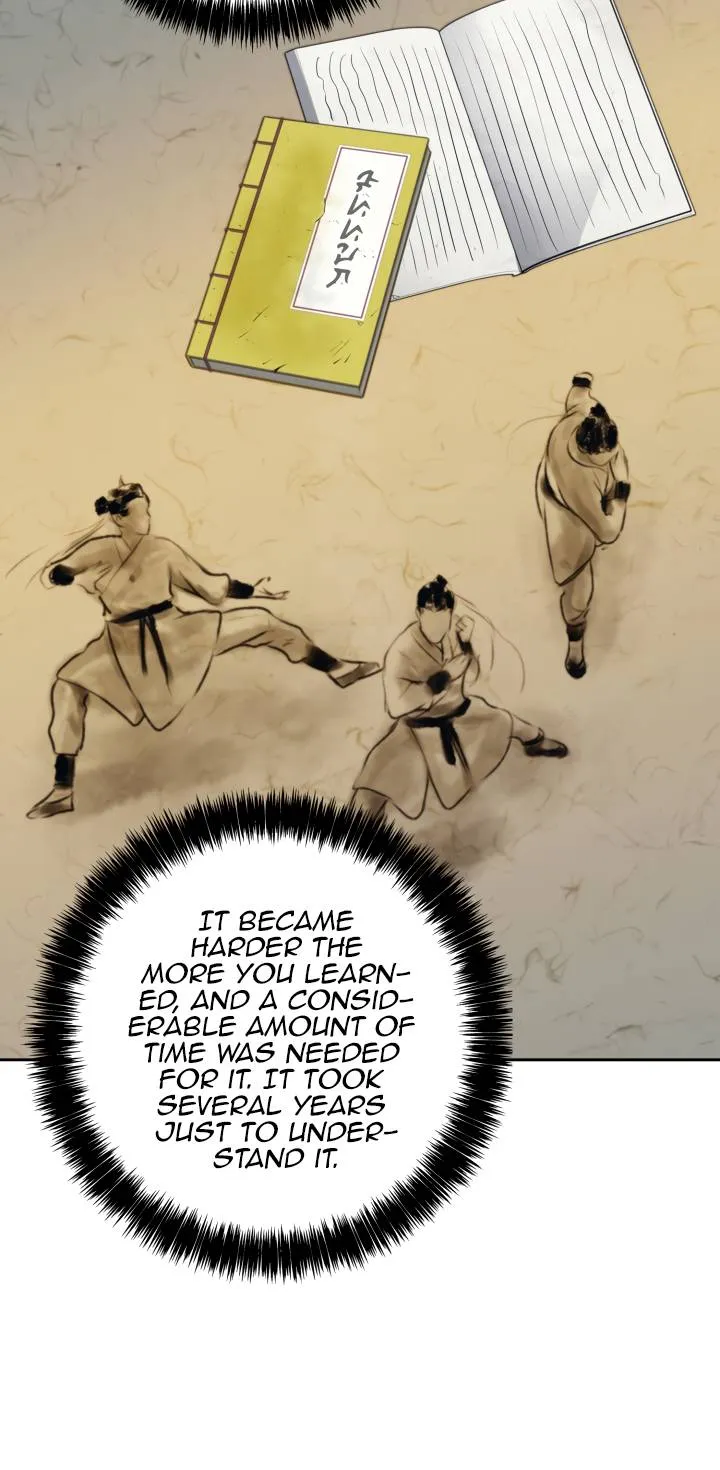 IT BECAME
HARDER THE
MORE YOU LEARN-
ED, AND A CONSID-
ERABLE AMOUNT OF
TIME WAS NEEDED
FOR IT. IT TOOK
SEVERAL YEARS
JUST TO UNDER-
STAND IT.